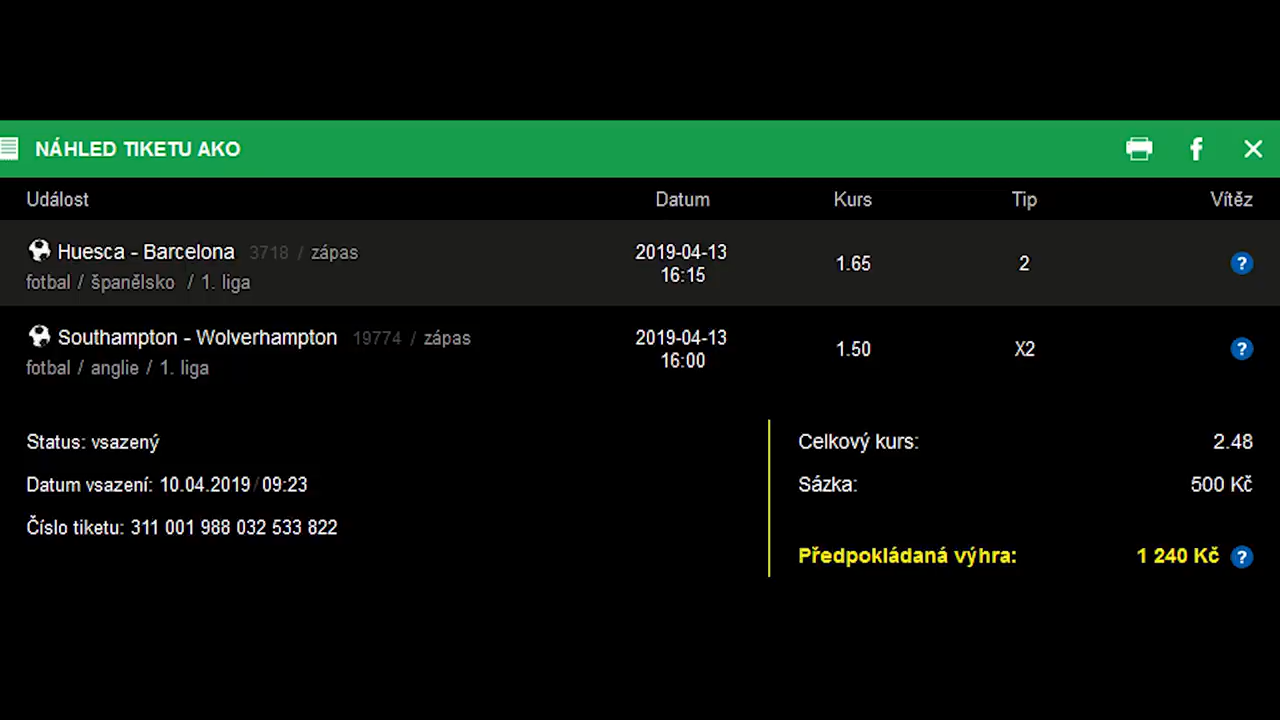 NÁHLED TIKETU AKO
Událost Datum Kurs Tip Vítěz
Huesca - Barcelona 3718 / zápas 2019-04-13 16:15 1.65 2 ?
fotbal / španělsko / 1. liga
Southampton - Wolverhampton 19774 / zápas 2019-04-13 16:00 1.50 X2 ?
fotbal / anglie / 1. liga
Status: vsazený
Datum vsazení: 10.04.2019 / 09:23
Číslo tiketu: 311 001 988 032 533 822
Celkový kurs: 2.48
Sázka: 500 Kč
Předpokládaná výhra: 1 240 Kč ?